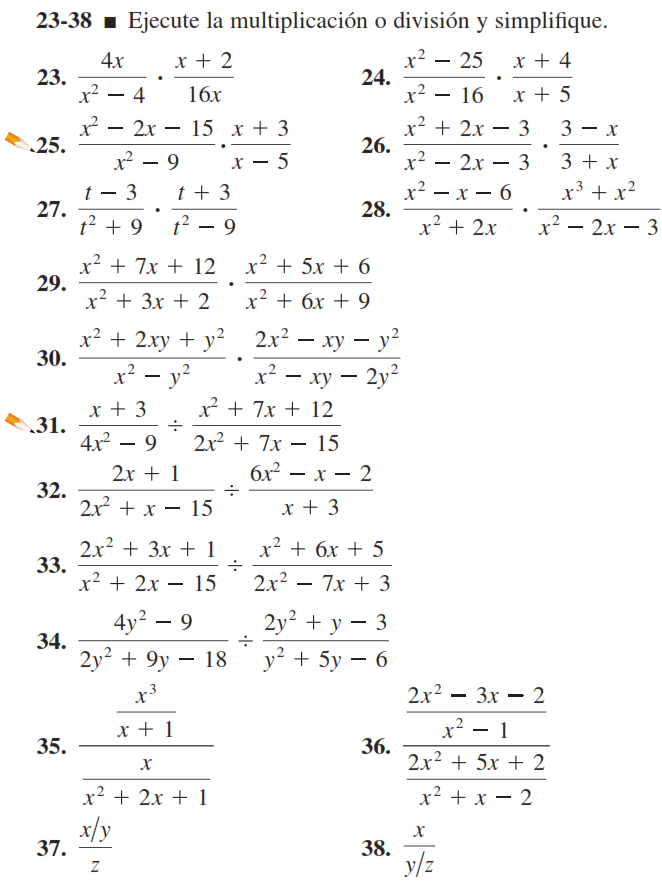 23-38 ■ Ejecute la multiplicación o división y simplifique.
23. \frac{4x}{x^2 - 4} \cdot \frac{x + 2}{16x}
24. \frac{x^2 - 25}{x^2 - 16} \cdot \frac{x + 4}{x + 5}
25. \frac{x^2 - 2x - 15}{x^2 - 9} \cdot \frac{x + 3}{x - 5}
26. \frac{x^2 + 2x - 3}{x^2 - 2x - 3} \cdot \frac{3 - x}{3 + x}
27. \frac{t - 3}{t^2 + 9} \cdot \frac{t + 3}{t^2 - 9}
28. \frac{x^2 - x - 6}{x^2 + 2x} \cdot \frac{x^3 + x^2}{x^2 - 2x - 3}
29. \frac{x^2 + 7x + 12}{x^2 + 3x + 2} \cdot \frac{x^2 + 5x + 6}{x^2 + 6x + 9}
30. \frac{x^2 + 2xy + y^2}{x^2 - y^2} \cdot \frac{2x^2 - xy - y^2}{x^2 - xy - 2y^2}
31. \frac{x + 3}{4x^2 - 9} ÷ \frac{x^2 + 7x + 12}{2x^2 + 7x - 15}
32. \frac{2x + 1}{2x^2 + x - 15} ÷ \frac{6x^2 - x - 2}{x + 3}
33. \frac{2x^2 + 3x + 1}{x^2 + 2x - 15} ÷ \frac{x^2 + 6x + 5}{2x^2 - 7x + 3}
34. \frac{4y^2 - 9}{2y^2 + 9y - 18} ÷ \frac{2y^2 + y - 3}{y^2 + 5y - 6}
35. \frac{\frac{x^3}{x + 1}}{\frac{x}{x^2 + 2x + 1}}
36. \frac{\frac{2x^2 - 3x - 2}{x^2 - 1}}{\frac{2x^2 + 5x + 2}{x^2 + x - 2}}
37. \frac{x/y}{z}
38. \frac{x}{y/z}